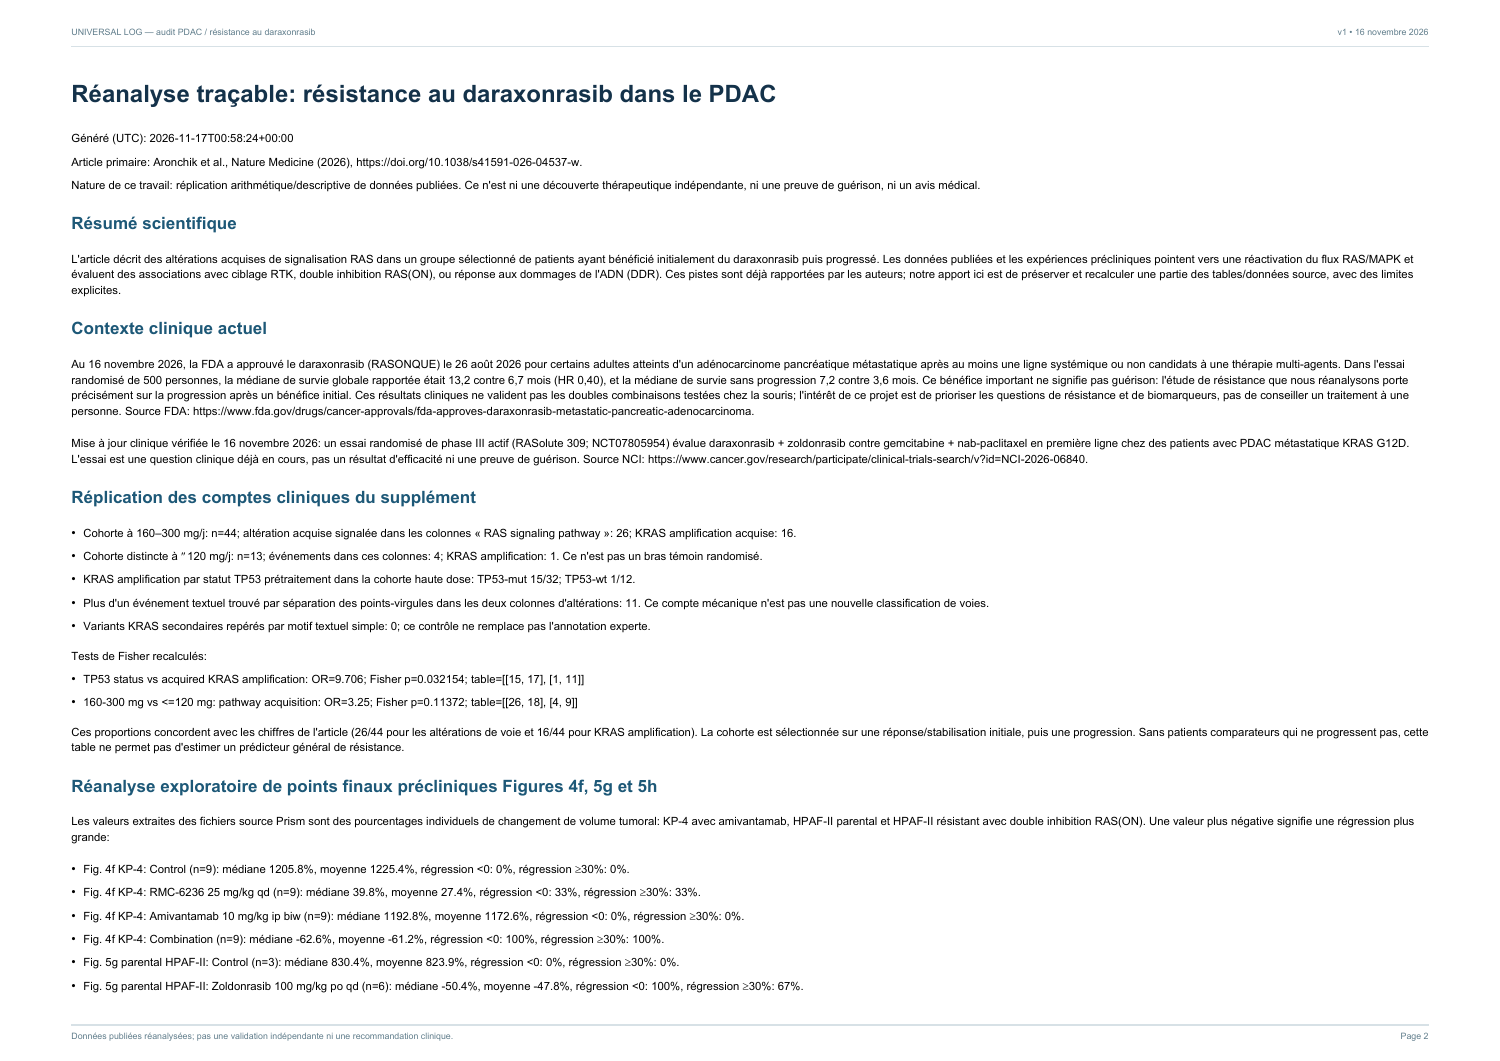 UNIVERSAL LOG — audit PDAC / résistance au daraxonrasib
v1 • 16 novembre 2026
Réanalyse traçable: résistance au daraxonrasib dans le PDAC
Généré (UTC): 2026-11-17T00:58:24+00:00
Article primaire: Aronchik et al., Nature Medicine (2026), https://doi.org/10.1038/s41591-026-04537-w.
Nature de ce travail: réplication arithmétique/descriptive de données publiées. Ce n'est ni une découverte thérapeutique indépendante, ni une preuve de guérison, ni un avis médical.
Résumé scientifique
L'article décrit des altérations acquises de signalisation RAS dans un groupe sélectionné de patients ayant bénéficié initialement du daraxonrasib puis progressé. Les données publiées et les expériences précliniques pointent vers une réactivation du flux RAS/MAPK et
évaluent des associations avec ciblage RTK, double inhibition RAS(ON), ou réponse aux dommages de l'ADN (DDR). Ces pistes sont déjà rapportées par les auteurs; notre apport ici est de préserver et recalculer une partie des tables/données source, avec des limites
explicites.
Contexte clinique actuel
Au 16 novembre 2026, la FDA a approuvé le daraxonrasib (RASONQUE) le 26 août 2026 pour certains adultes atteints d'un adénocarcinome pancréatique métastatique après au moins une ligne systémique ou non candidats à une thérapie multi-agents. Dans l'essai
randomisé de 500 personnes, la médiane de survie globale rapportée était 13,2 contre 6,7 mois (HR 0,40), et la médiane de survie sans progression 7,2 contre 3,6 mois. Ce bénéfice important ne signifie pas guérison: l'étude de résistance que nous réanalysons porte
précisément sur la progression après un bénéfice initial. Ces résultats cliniques ne valident pas les doubles combinaisons testées chez la souris; l'intérêt de ce projet est de prioriser les questions de résistance et de biomarqueurs, pas de conseiller un traitement à une
personne. Source FDA: https://www.fda.gov/drugs/cancer-approvals/fda-approves-daraxonrasib-metastatic-pancreatic-adenocarcinoma.
Mise à jour clinique vérifiée le 16 novembre 2026: un essai randomisé de phase III actif (RASolute 309; NCT07805954) évalue daraxonrasib + zoldonrasib contre gemcitabine + nab-paclitaxel en première ligne chez des patients avec PDAC métastatique KRAS G12D.
L'essai est une question clinique déjà en cours, pas un résultat d'efficacité ni une preuve de guérison. Source NCI: https://www.cancer.gov/research/participate/clinical-trials-search/v?id=NCI-2026-06840.
Réplication des comptes cliniques du supplément
• Cohorte à 160–300 mg/j: n=44; altération acquise signalée dans les colonnes « RAS signaling pathway »: 26; KRAS amplification acquise: 16.
• Cohorte distincte à "120 mg/j: n=13; événements dans ces colonnes: 4; KRAS amplification: 1. Ce n'est pas un bras témoin randomisé.
• KRAS amplification par statut TP53 prétraitement dans la cohorte haute dose: TP53-mut 15/32; TP53-wt 1/12.
• Plus d'un événement textuel trouvé par séparation des points-virgules dans les deux colonnes d'altérations: 11. Ce compte mécanique n'est pas une nouvelle classification de voies.
• Variants KRAS secondaires repérés par motif textuel simple: 0; ce contrôle ne remplace pas l'annotation experte.
Tests de Fisher recalculés:
• TP53 status vs acquired KRAS amplification: OR=9.706; Fisher p=0.032154; table=[[15, 17], [1, 11]]
• 160-300 mg vs <=120 mg: pathway acquisition: OR=3.25; Fisher p=0.11372; table=[[26, 18], [4, 9]]
Ces proportions concordent avec les chiffres de l'article (26/44 pour les altérations de voie et 16/44 pour KRAS amplification). La cohorte est sélectionnée sur une réponse/stabilisation initiale, puis une progression. Sans patients comparateurs qui ne progressent pas, cette
table ne permet pas d'estimer un prédicteur général de résistance.
Réanalyse exploratoire de points finaux précliniques Figures 4f, 5g et 5h
Les valeurs extraites des fichiers source Prism sont des pourcentages individuels de changement de volume tumoral: KP-4 avec amivantamab, HPAF-II parental et HPAF-II résistant avec double inhibition RAS(ON). Une valeur plus négative signifie une régression plus
grande:
• Fig. 4f KP-4: Control (n=9): médiane 1205.8%, moyenne 1225.4%, régression <0: 0%, régression ≥30%: 0%.
• Fig. 4f KP-4: RMC-6236 25 mg/kg qd (n=9): médiane 39.8%, moyenne 27.4%, régression <0: 33%, régression ≥30%: 33%.
• Fig. 4f KP-4: Amivantamab 10 mg/kg ip biw (n=9): médiane 1192.8%, moyenne 1172.6%, régression <0: 0%, régression ≥30%: 0%.
• Fig. 4f KP-4: Combination (n=9): médiane -62.6%, moyenne -61.2%, régression <0: 100%, régression ≥30%: 100%.
• Fig. 5g parental HPAF-II: Control (n=3): médiane 830.4%, moyenne 823.9%, régression <0: 0%, régression ≥30%: 0%.
• Fig. 5g parental HPAF-II: Zoldonrasib 100 mg/kg po qd (n=6): médiane -50.4%, moyenne -47.8%, régression <0: 100%, régression ≥30%: 67%.
Données publiées réanalysées; pas une validation indépendante ni une recommandation clinique.
Page 2